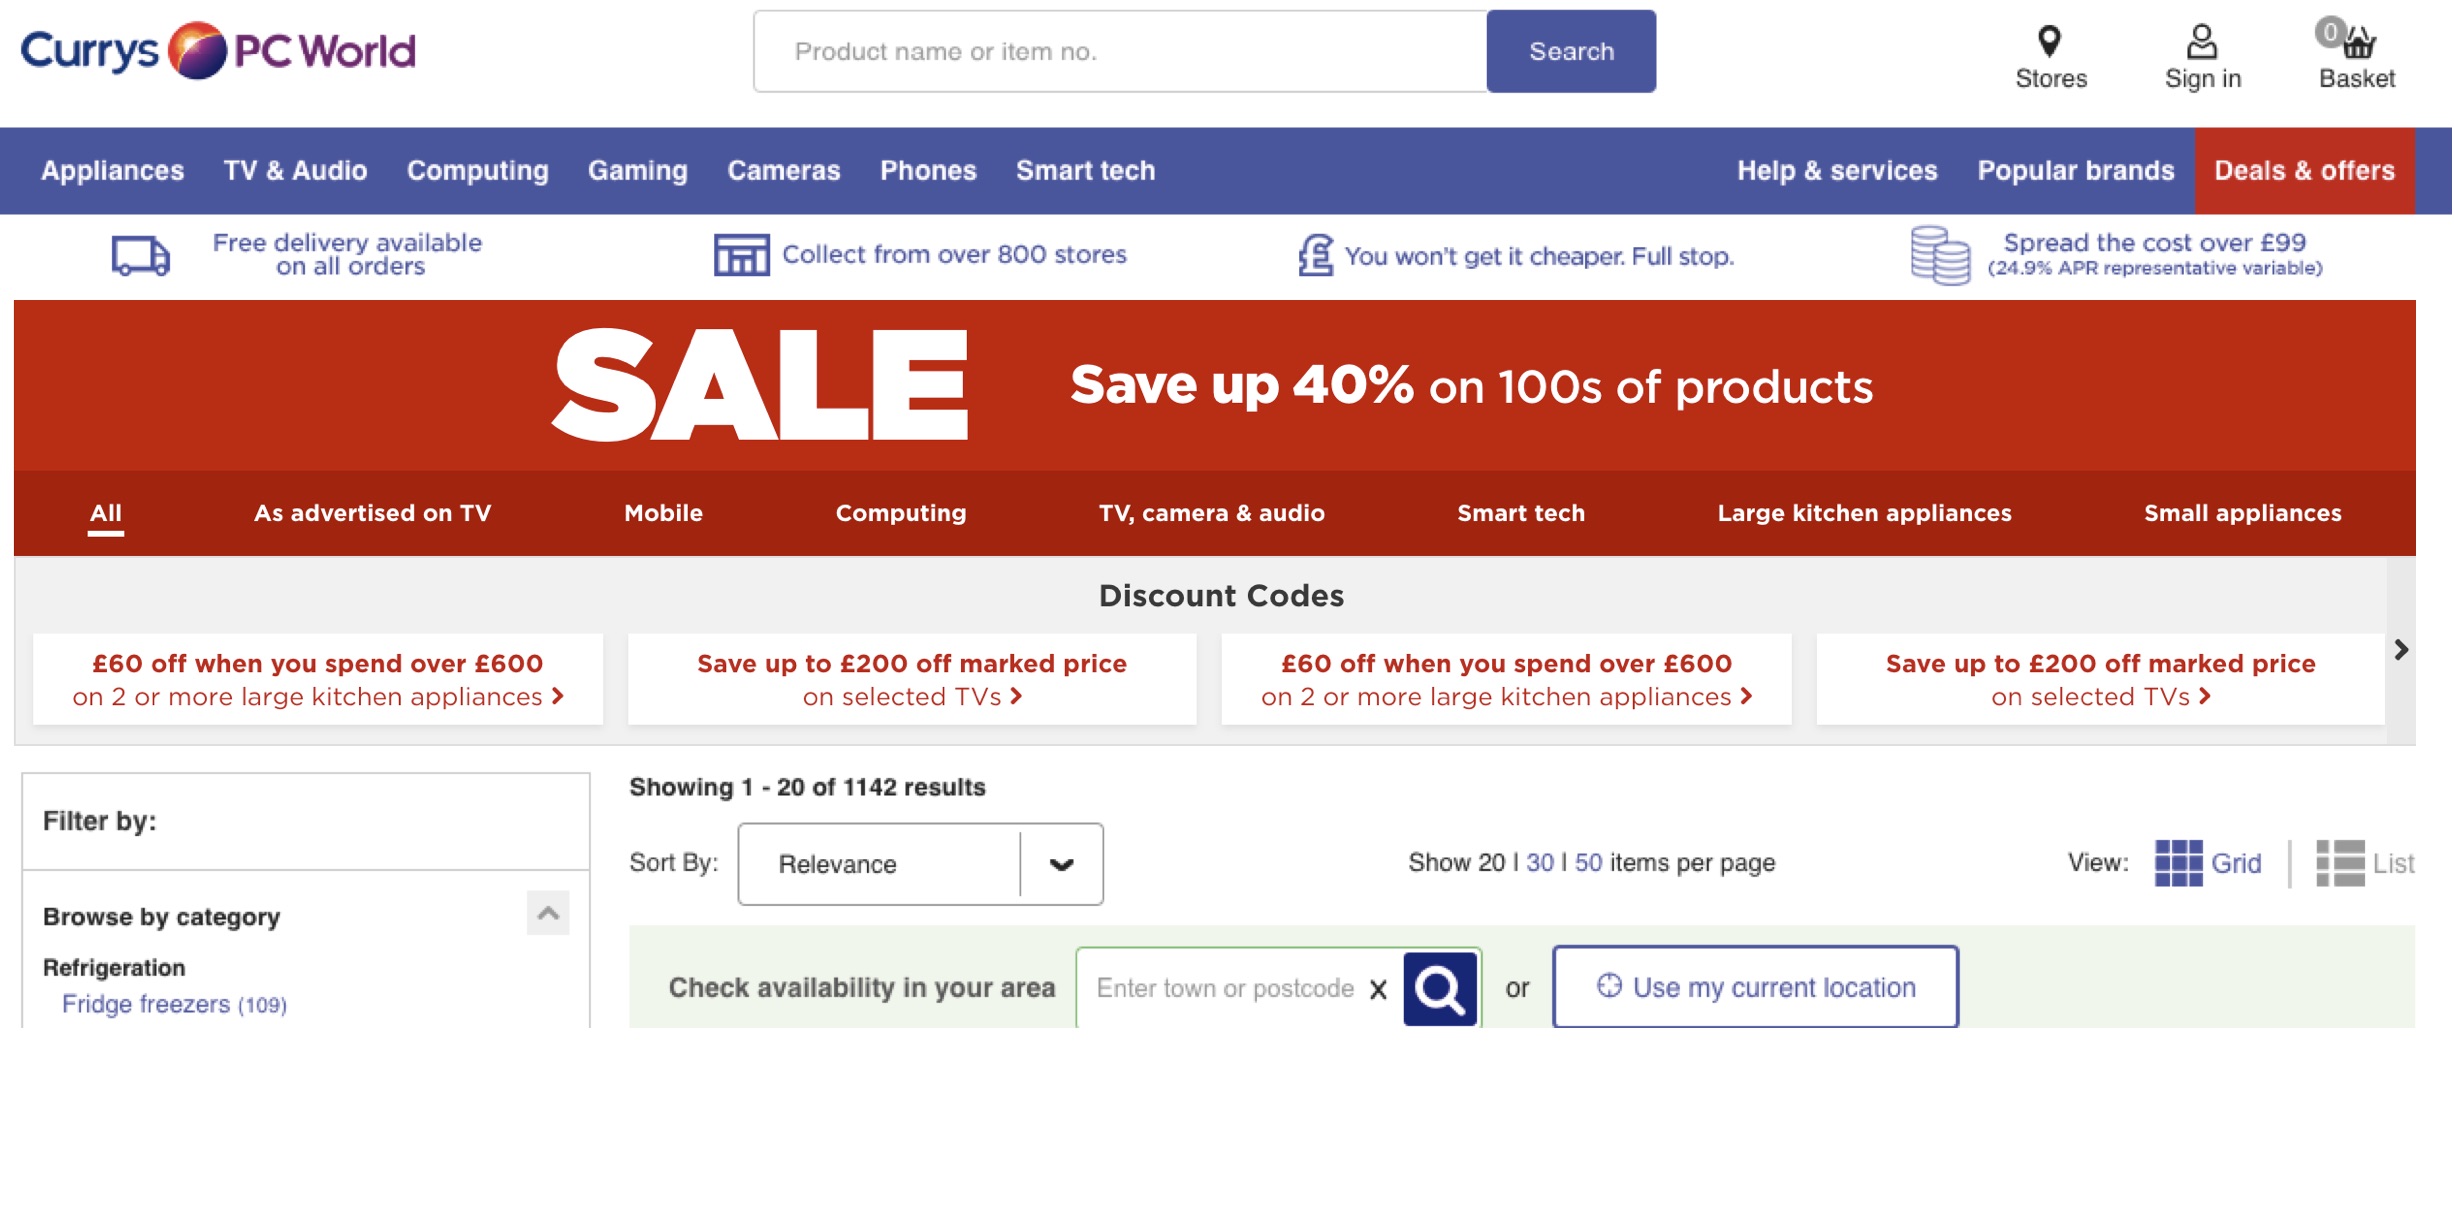 Currys PC World
Product name or item no.
Search
Stores
Sign in
0
Basket
Appliances
TV & Audio
Computing
Gaming
Cameras
Phones
Smart tech
Help & services
Popular brands
Deals & offers
Free delivery available
on all orders
Collect from over 800 stores
£ You won't get it cheaper. Full stop.
Spread the cost over £99
(24.9% APR representative variable)
SALE
Save up 40% on 100s of products
All
As advertised on TV
Mobile
Computing
TV, camera & audio
Smart tech
Large kitchen appliances
Small appliances
Discount Codes
£60 off when you spend over £600
on 2 or more large kitchen appliances
Save up to £200 off marked price
on selected TVs
£60 off when you spend over £600
on 2 or more large kitchen appliances
Save up to £200 off marked price
on selected TVs
Filter by:
Browse by category
Refrigeration
Fridge freezers (109)
Showing 1 - 20 of 1142 results
Sort By:
Relevance
Show 20 | 30 | 50 items per page
View:
Grid
List
Check availability in your area
Enter town or postcode
or
Use my current location